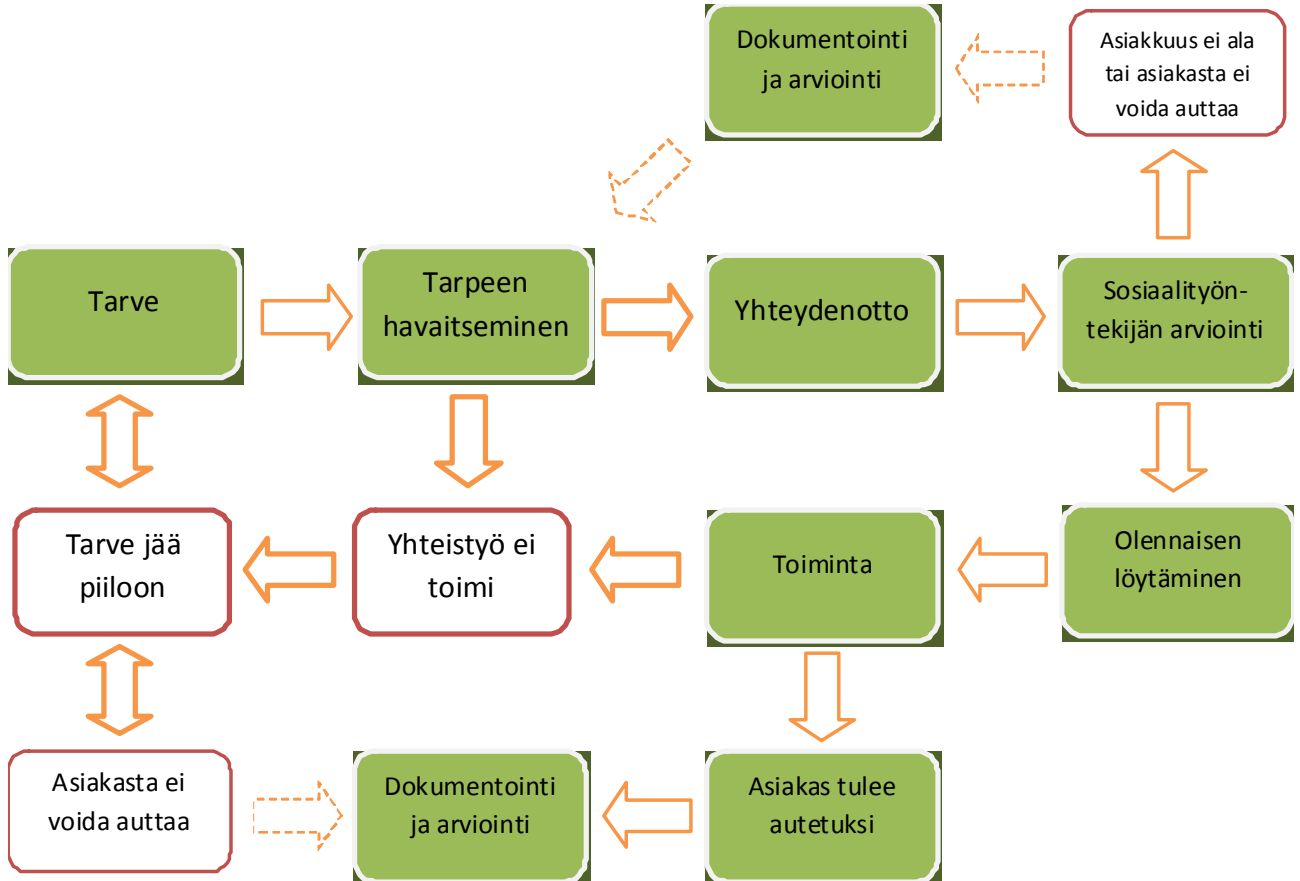 Dokumentointi
ja arviointi
Asiakkuus ei ala
tai asiakasta ei
voida auttaa
Tarve
Tarpeen
havaitseminen
Yhteydenotto
Sosiaalityön-
tekijän arviointi
Tarve jää
piiloon
Yhteistyö ei
toimi
Toiminta
Olennaisen
löytäminen
Asiakasta ei
voida auttaa
Dokumentointi
ja arviointi
Asiakas tulee
autetuksi